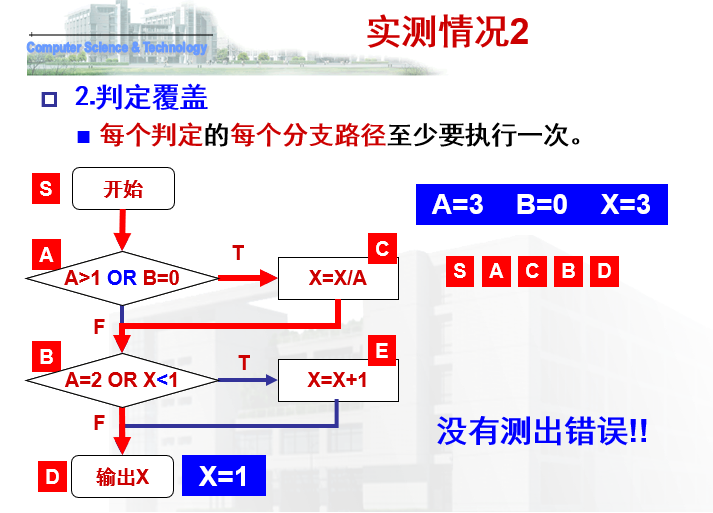 Computer Science & Technology
实测情况2
2.判定覆盖
每个判定的每个分支路径至少要执行一次。
S
开始
A=3 B=0 X=3
A
A>1 OR B=0
T
C
X=X/A
S A C B D
F
B
A=2 OR X<1
T
E
X=X+1
F
没有测出错误!!
D
输出X
X=1